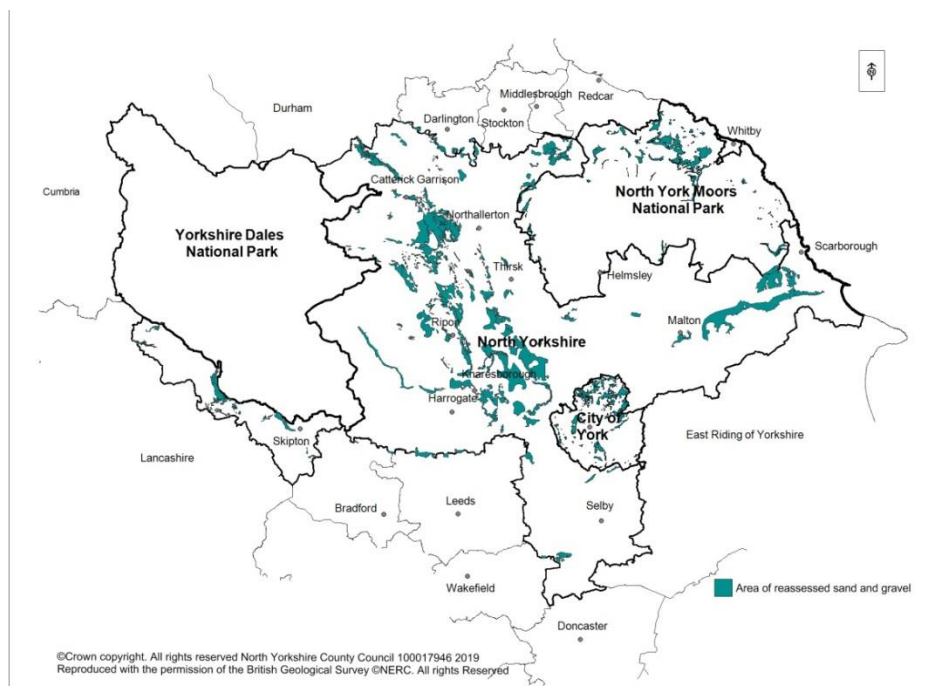 Durham
Middlesbrough
Redcar
Darlington
Stockton
Whitby
Catterick Garrison
Cumbria
North York Moors
National Park
Northallerton
Yorkshire Dales
National Park
Scarborough
Thirsk
Helmsley
Malton
Ripon
North Yorkshire
Kharesborough
Harrogate
City of
York
East Riding of Yorkshire
Skipton
Lancashire
Selby
Leeds
Bradford
Wakefield
Area of reassessed sand and gravel
Doncaster
©Crown copyright. All rights reserved North Yorkshire County Council 100017946 2019
Reproduced with the permission of the British Geological Survey ©NERC. All rights Reserved